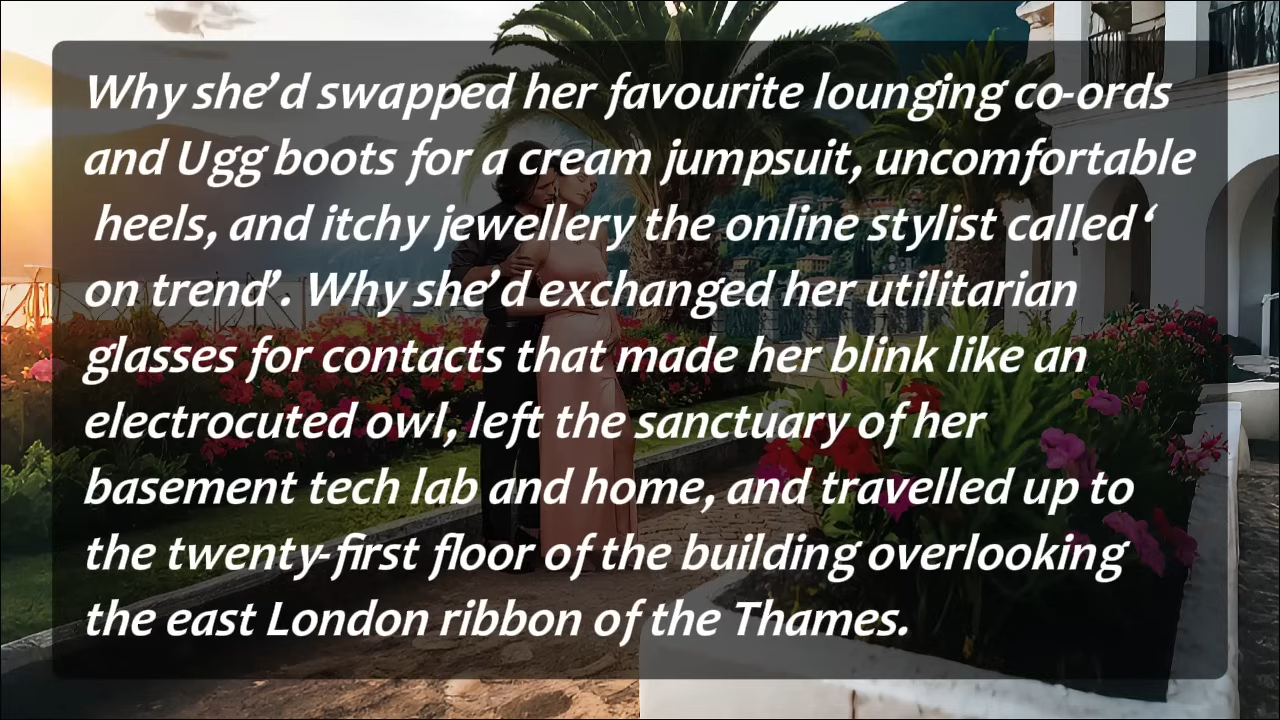 Why she’d swapped her favourite lounging co-ords
and Ugg boots for a cream jumpsuit, uncomfortable
heels, and itchy jewellery the online stylist called ‘
on trend’. Why she’d exchanged her utilitarian
glasses for contacts that made her blink like an
electrocuted owl, left the sanctuary of her
basement tech lab and home, and travelled up to
the twenty-first floor of the building overlooking
the east London ribbon of the Thames.